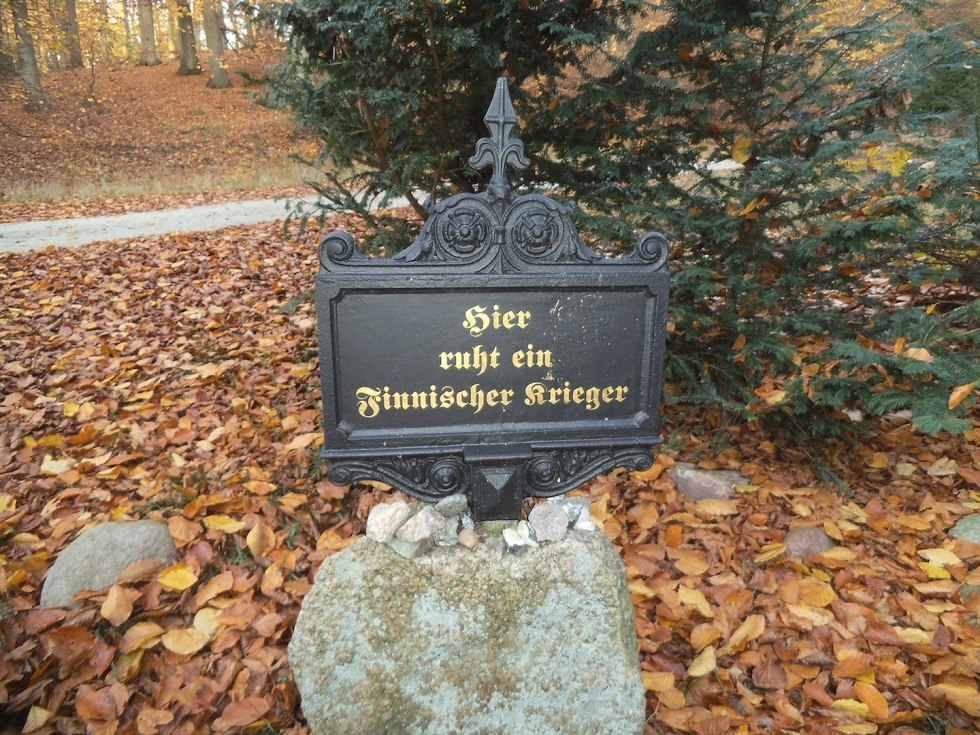 Hier
ruht ein
Finnischer Krieger